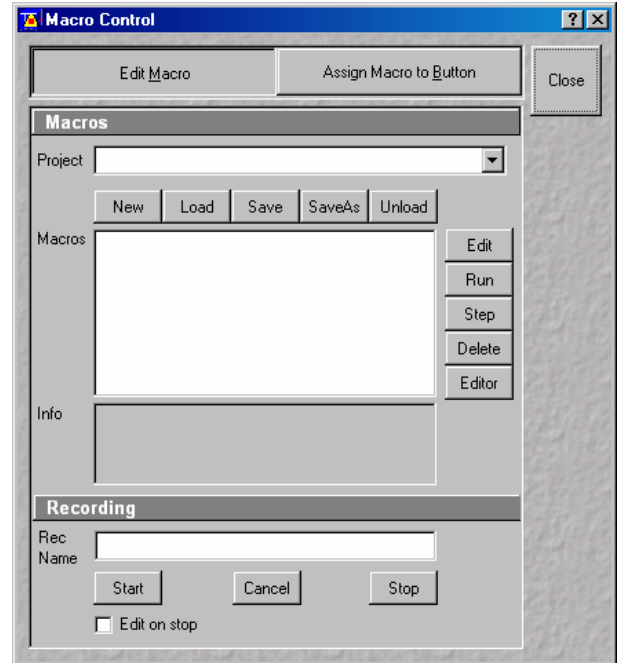 Macro Control
Edit Macro Assign Macro to Button Close
Macros
Project
New Load Save SaveAs Unload
Macros
Edit
Run
Step
Delete
Editor
Info
Recording
Rec
Name
Start Cancel Stop
Edit on stop